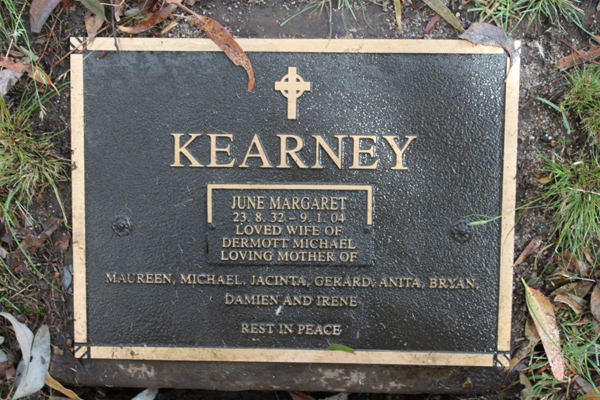 KEARNEY
JUNE MARGARET
23. 8. 32 - 9. 1. 04
LOVED WIFE OF
DERMOTT MICHAEL
LOVING MOTHER OF
MAUREEN, MICHAEL, JACINTA, GERARD, ANITA, BRYAN,
DAMIEN AND IRENE
REST IN PEACE